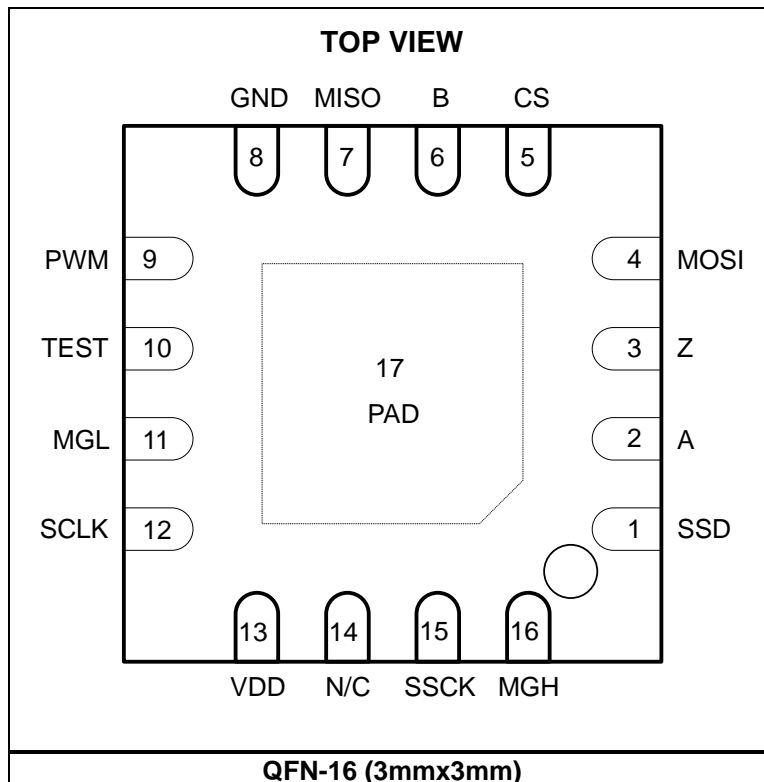 TOP VIEW
GND MISO B CS
8 7 6 5
PWM 9 4 MOSI
TEST 10 3 Z
17
PAD
MGL 11 2 A
SCLK 12 1 SSD
13 14 15 16
VDD N/C SSCK MGH
QFN-16 (3mmx3mm)